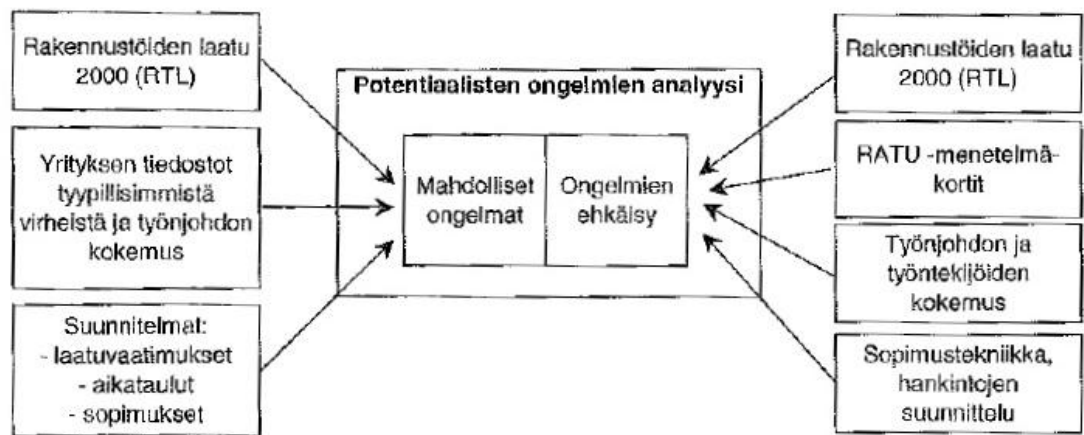 Rakennustöiden laatu
2000 (RTL)
Yrityksen tiedostot
tyypillisimmistä
virheistä ja työnjohdon
kokemus
Suunnitelmat:
- laatuvaatimukset
- aikataulut
- sopimukset
Potentiaalisten ongelmien analyysi
Mahdolliset
ongelmat
Ongelmien
ehkäisy
Rakennustöiden laatu
2000 (RTL)
RATU -menetelmä-
kortit
Työnjohdon ja
työntekijöiden
kokemus
Sopimustekniikka,
hankintojen
suunnittelu